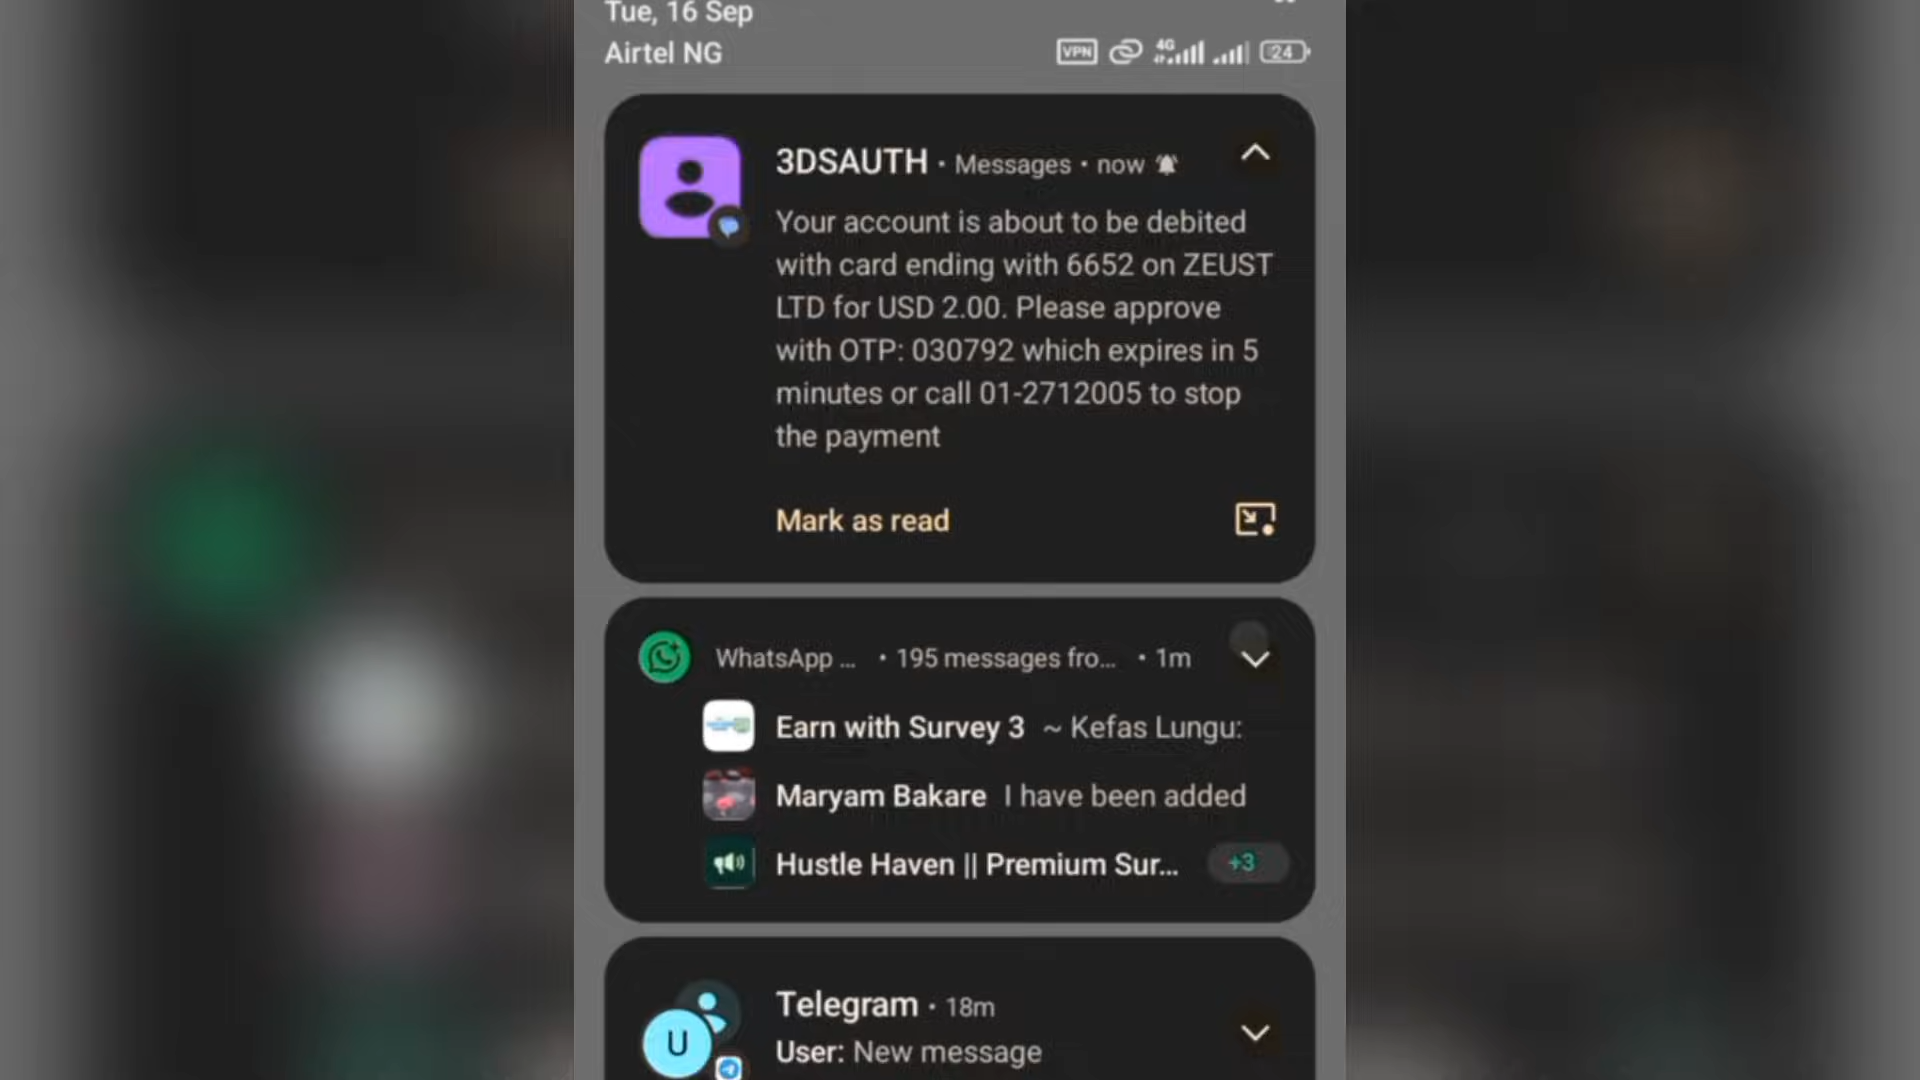 Tue, 16 Sep
Airtel NG
VPN 4G 24
3DSAUTH • Messages • now
Your account is about to be debited
with card ending with 6652 on ZEUST
LTD for USD 2.00. Please approve
with OTP: 030792 which expires in 5
minutes or call 01-2712005 to stop
the payment
Mark as read
WhatsApp ... • 195 messages fro... • 1m
Earn with Survey 3 ~ Kefas Lungu:
Maryam Bakare I have been added
Hustle Haven || Premium Sur... +3
Telegram • 18m
U
User: New message